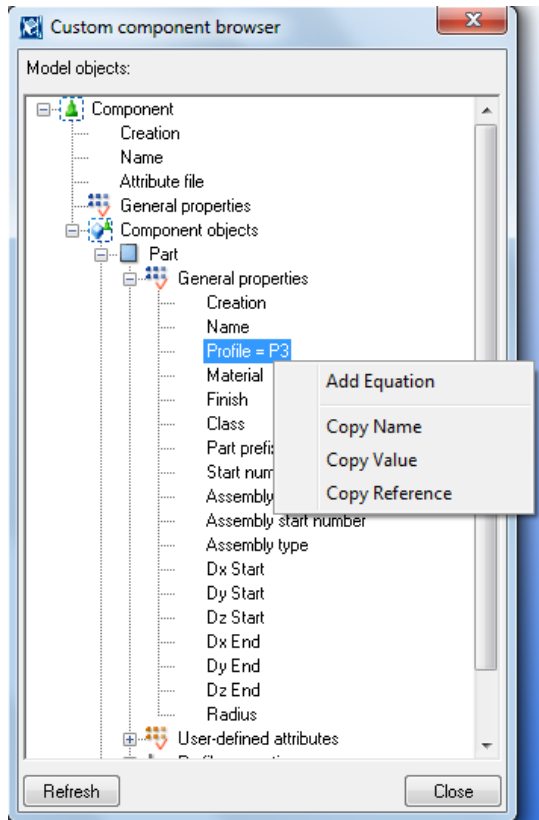 Custom component browser
Model objects:
Component
Creation
Name
Attribute file
General properties
Component objects
Part
General properties
Creation
Name
Profile = P3
Material
Add Equation
Finish
Class
Copy Name
Part prefi
Copy Value
Start num
Assembly
Copy Reference
Assembly start number
Assembly type
Dx Start
Dy Start
Dz Start
Dx End
Dy End
Dz End
Radius
User-defined attributes
Refresh
Close